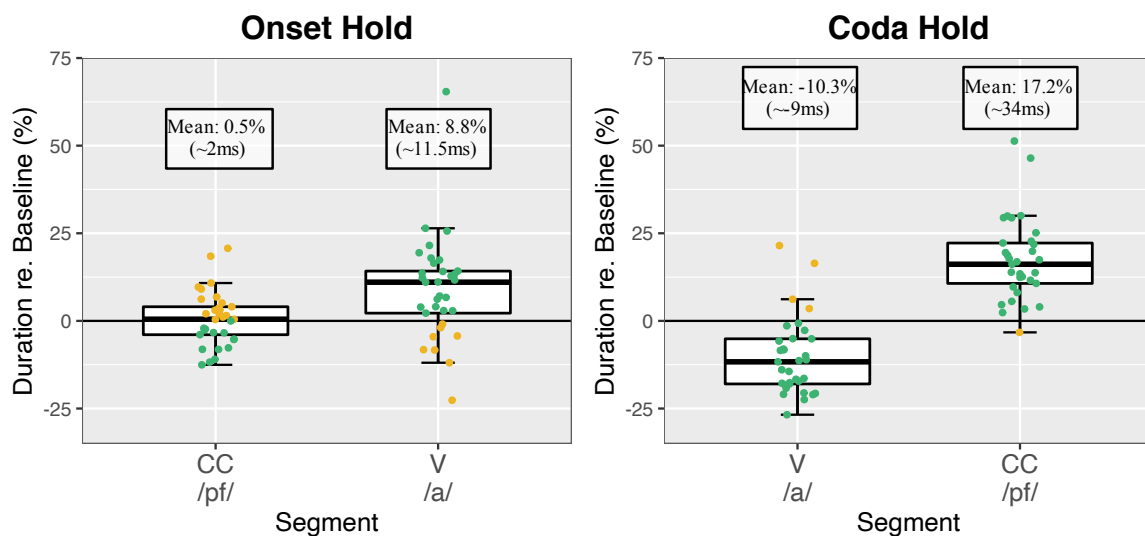 Onset Hold
Duration re. Baseline (%)
75
50
25
0
-25
Mean: 0.5%
(~2ms)
Mean: 8.8%
(~11.5ms)
CC
/pf/
V
/a/
Segment
Coda Hold
Duration re. Baseline (%)
75
50
25
0
-25
Mean: -10.3%
(~-9ms)
Mean: 17.2%
(~34ms)
V
/a/
CC
/pf/
Segment